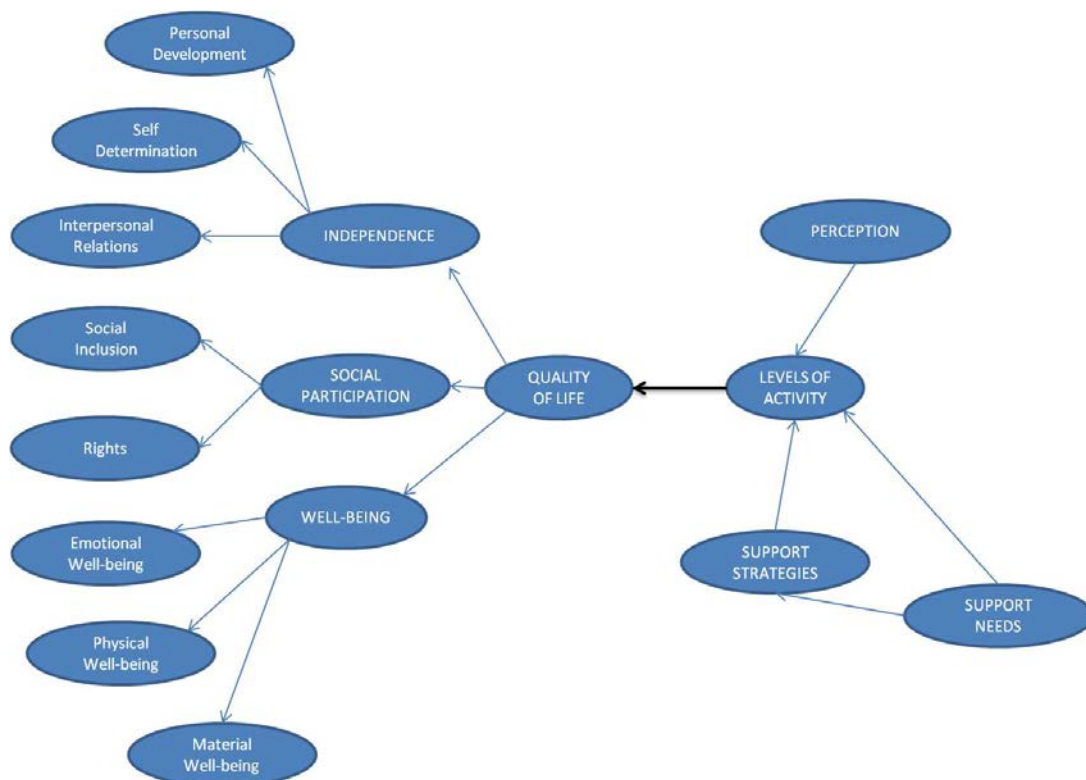 Personal
Development
Self
Determination
Interpersonal
Relations
INDEPENDENCE
PERCEPTION
Social
Inclusion
SOCIAL
PARTICIPATION
QUALITY
OF LIFE
LEVELS OF
ACTIVITY
Rights
WELL-BEING
Emotional
Well-being
SUPPORT
STRATEGIES
SUPPORT
NEEDS
Physical
Well-being
Material
Well-being